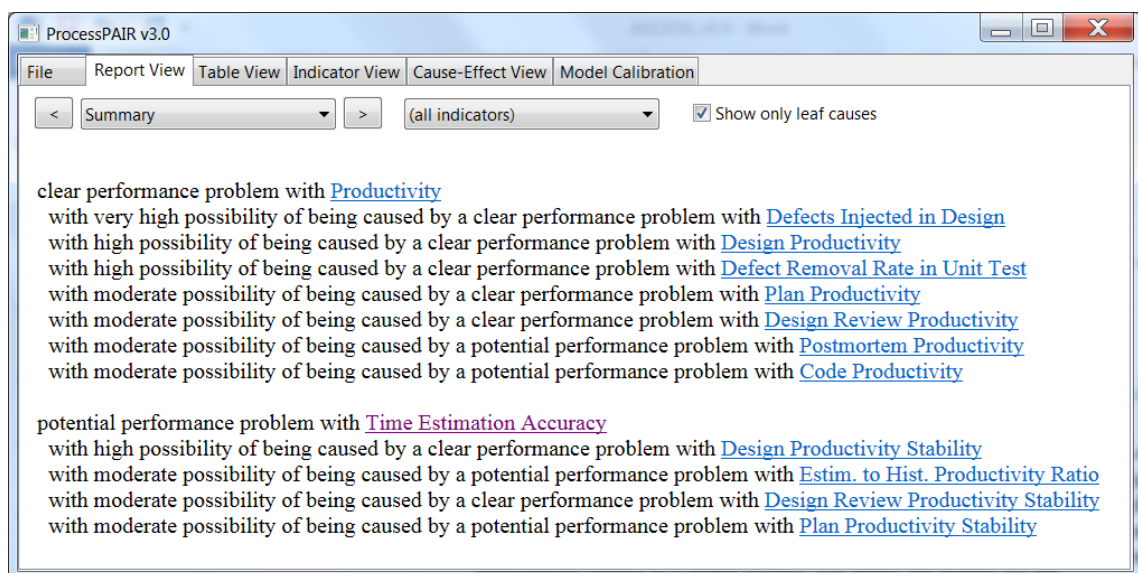 ProcessPAIR v3.0
File Report View Table View Indicator View Cause-Effect View Model Calibration
< Summary > (all indicators) Show only leaf causes
clear performance problem with Productivity
with very high possibility of being caused by a clear performance problem with Defects Injected in Design
with high possibility of being caused by a clear performance problem with Design Productivity
with high possibility of being caused by a clear performance problem with Defect Removal Rate in Unit Test
with moderate possibility of being caused by a clear performance problem with Plan Productivity
with moderate possibility of being caused by a clear performance problem with Design Review Productivity
with moderate possibility of being caused by a potential performance problem with Postmortem Productivity
with moderate possibility of being caused by a potential performance problem with Code Productivity
potential performance problem with Time Estimation Accuracy
with high possibility of being caused by a clear performance problem with Design Productivity Stability
with moderate possibility of being caused by a potential performance problem with Estim. to Hist. Productivity Ratio
with moderate possibility of being caused by a clear performance problem with Design Review Productivity Stability
with moderate possibility of being caused by a potential performance problem with Plan Productivity Stability